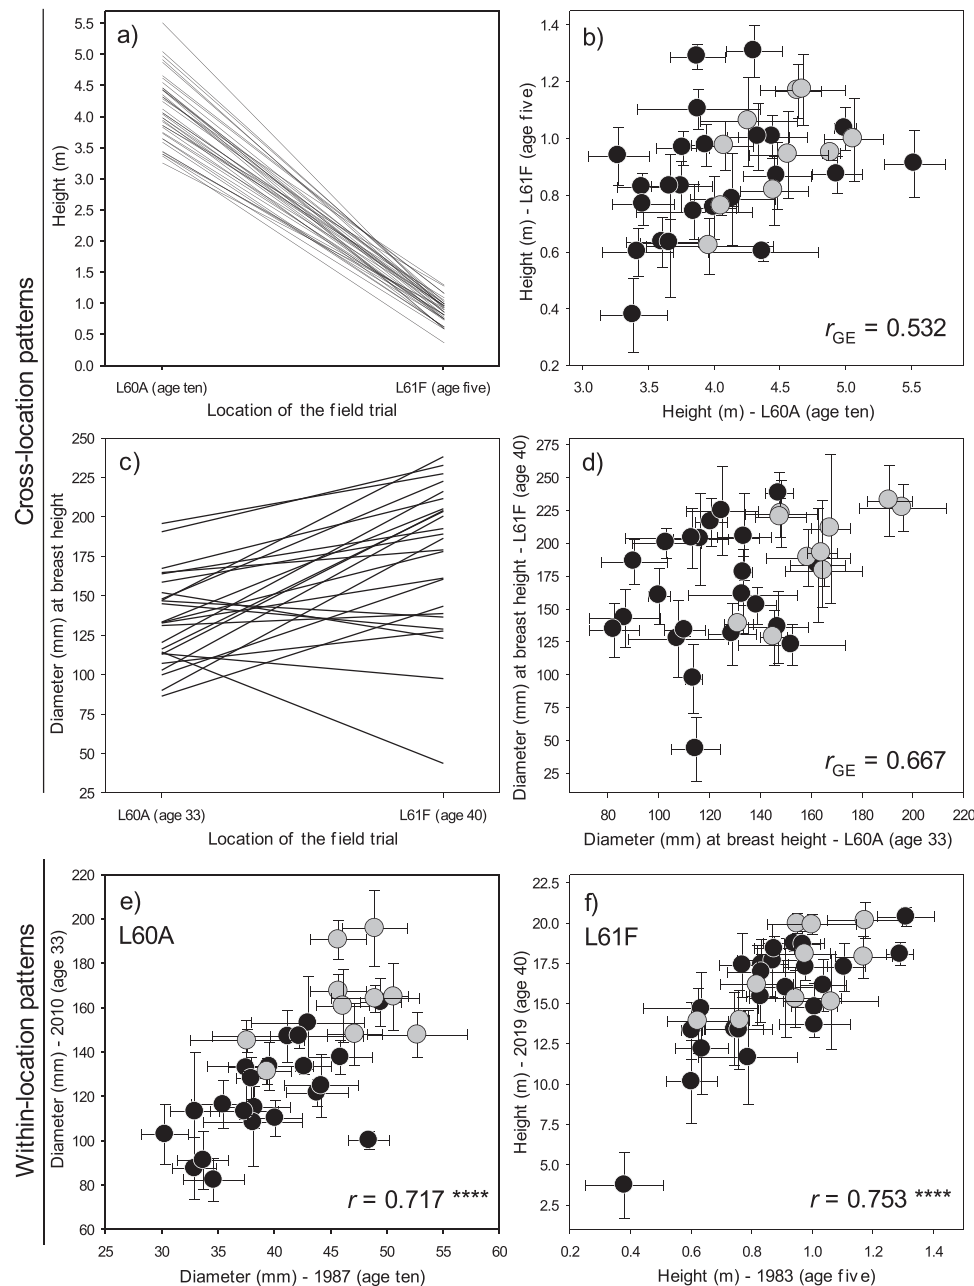 Cross-location patterns
a)
Height (m)
5.5
5.0
4.5
4.0
3.5
3.0
2.5
2.0
1.5
1.0
0.5
0.0
L60A (age ten)
L61F (age five)
Location of the field trial
b)
Height (m) - L61F (age five)
1.4
1.2
1.0
0.8
0.6
0.4
0.2
rGE = 0.532
3.0 3.5 4.0 4.5 5.0 5.5
Height (m) - L60A (age ten)
c)
Diameter (mm) at breast height
250
225
200
175
150
125
100
75
50
25
L60A (age 33)
L61F (age 40)
Location of the field trial
d)
Diameter (mm) at breast height - L61F (age 40)
275
250
225
200
175
150
125
100
75
50
25
rGE = 0.667
80 100 120 140 160 180 200 220
Diameter (mm) at breast height - L60A (age 33)
Within-location patterns
e)
L60A
Diameter (mm) - 2010 (age 33)
220
200
180
160
140
120
100
80
60
r = 0.717 ****
25 30 35 40 45 50 55 60
Diameter (mm) - 1987 (age ten)
f)
L61F
Height (m) - 2019 (age 40)
22.5
20.0
17.5
15.0
12.5
10.0
5.0
2.5
r = 0.753 ****
0.2 0.4 0.6 0.8 1.0 1.2 1.4
Height (m) - 1983 (age five)